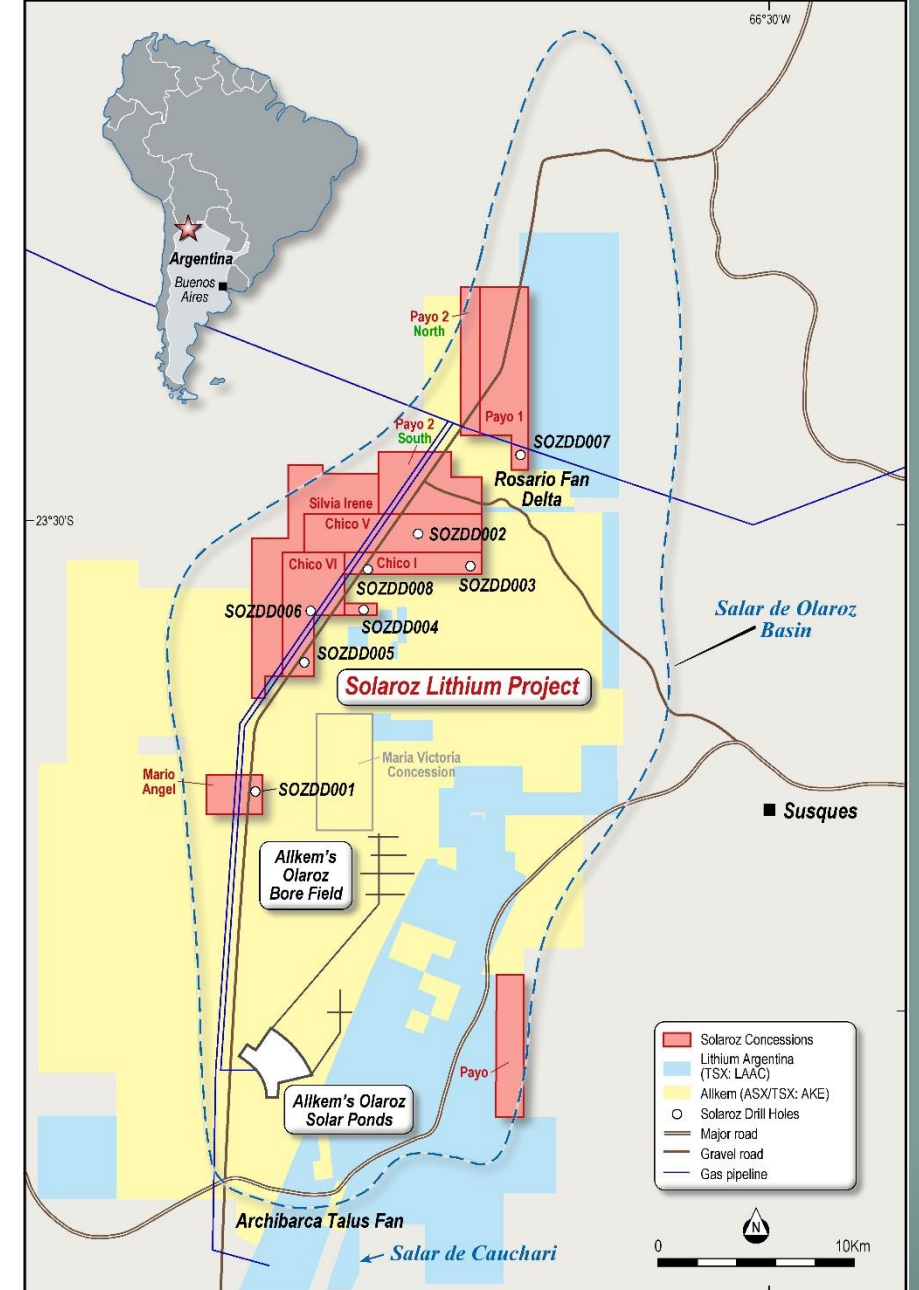 66°30'W
Argentina
Buenos
Aires
Payo 2
North
Payo 1
Payo 2
South
SOZDD007
Rosario Fan
Delta
Silvia Irene
23°30'S
Chico V
SOZDD002
Chico VI
Chico I
SOZDD008
SOZDD003
SOZDD006
SOZDD004
Salar de Olaroz
Basin
SOZDD005
Solaroz Lithium Project
Maria Victoria
Concession
Mario
Angel
SOZDD001
Susques
Allkem's
Olaroz
Bore Field
Payo
Allkem's Olaroz
Solar Ponds
Solaroz Concessions
Lithium Argentina
(TSX: LAAC)
Allkem (ASX/TSX: AKE)
Solaroz Drill Holes
Major road
Gravel road
Gas pipeline
Archibarca Talus Fan
Salar de Cauchari
N
0
10Km